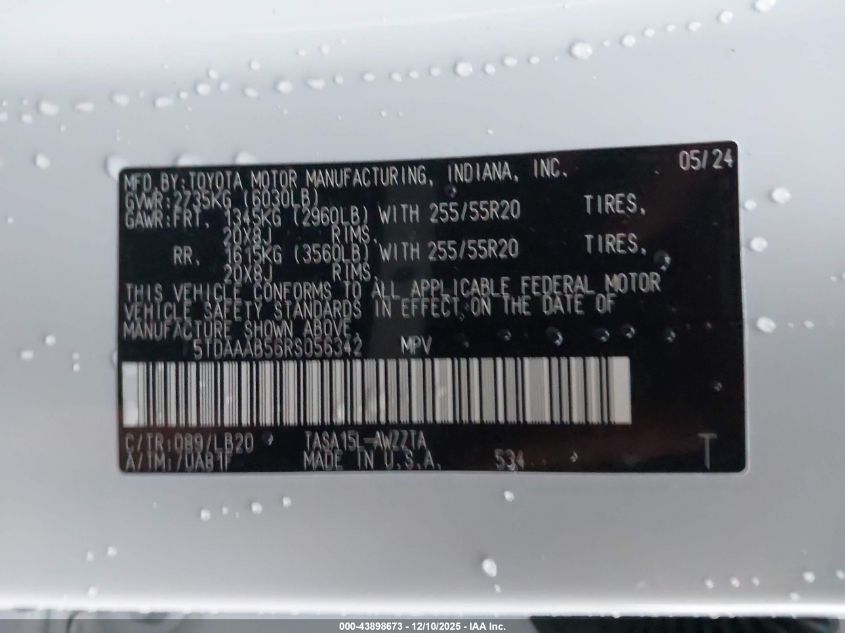 MFD.BY:TOYOTA MOTOR MANUFACTURING, INDIANA, INC. 05/24
GVWR:2735KG (6030LB)
GAWR:FRT. 1345KG (2960LB) WITH 255/55R20 TIRES,
20X8J RIMS.
RR. 1615KG (3560LB) WITH 255/55R20 TIRES,
20X8J RIMS.
THIS VEHICLE CONFORMS TO ALL APPLICABLE FEDERAL MOTOR
VEHICLE SAFETY STANDARDS IN EFFECT ON THE DATE OF
MANUFACTURE SHOWN ABOVE.
5TDAAAB56RS056342 MPV
C/TR:089/LB20 TASA15L-AWZZTA
A/TM:/UAB1F MADE IN U.S.A. 534 T
000-43898673 – 12/10/2025 – IAA Inc.